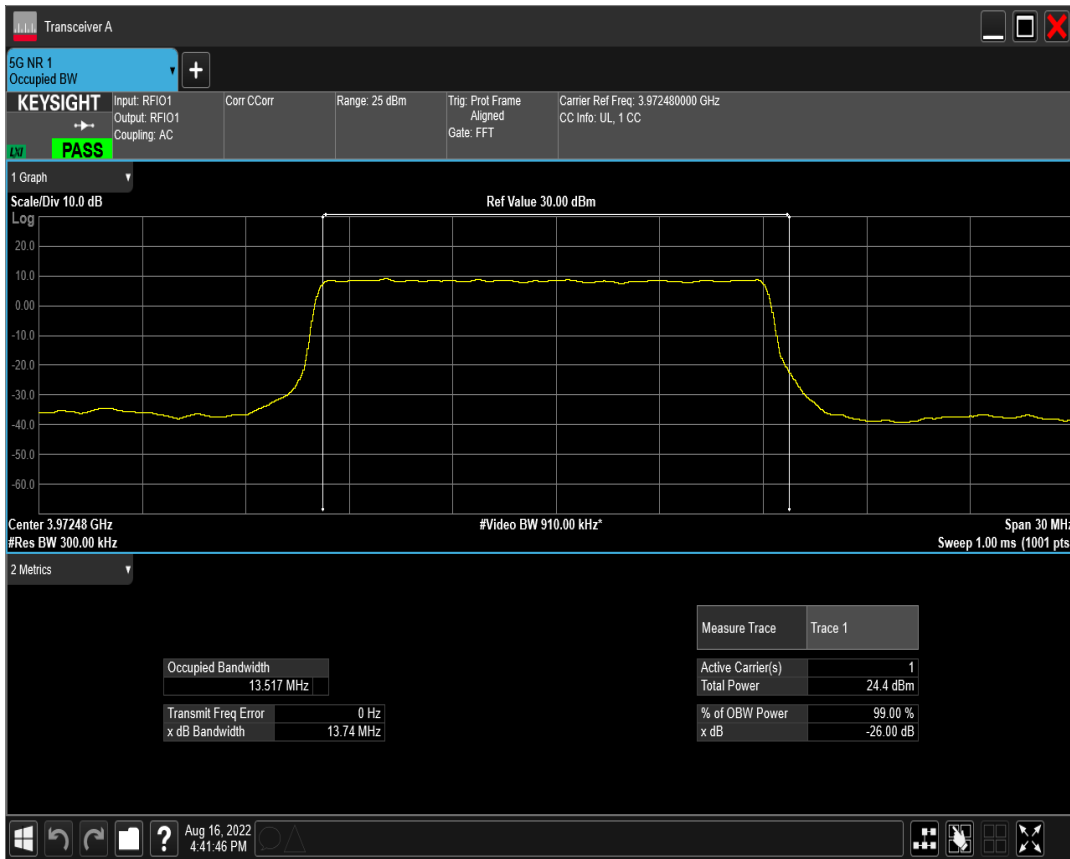 Transceiver A
5G NR 1
Occupied BW
KEYSIGHT
LXI
PASS
Input: RFIO1
Output: RFIO1
Coupling: AC
Corr CCorr
Range: 25 dBm
Trig: Prot Frame
Aligned
Gate: FFT
Carrier Ref Freq: 3.972480000 GHz
CC Info: UL, 1 CC
1 Graph
Scale/Div 10.0 dB
Ref Value 30.00 dBm
Log
20.0
10.0
0.00
-10.0
-20.0
-30.0
-40.0
-50.0
-60.0
Center 3.97248 GHz
#Video BW 910.00 kHz*
Span 30 MHz
#Res BW 300.00 kHz
Sweep 1.00 ms (1001 pts
2 Metrics
Measure Trace Trace 1
Occupied Bandwidth
13.517 MHz
Active Carrier(s) 1
Total Power 24.4 dBm
Transmit Freq Error 0 Hz
x dB Bandwidth 13.74 MHz
% of OBW Power 99.00 %
x dB -26.00 dB
?
Aug 16, 2022
4:41:46 PM